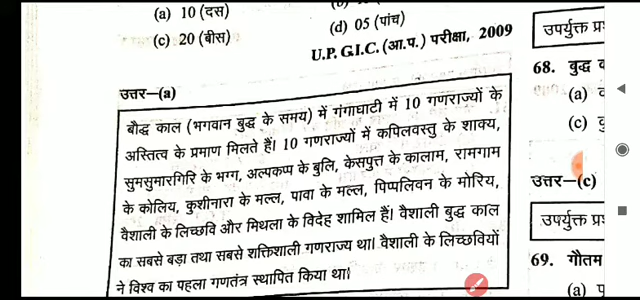 (a) 10 (दस)
(c) 20 (बीस)
(d) 05 (पांच)
U.P. G.I.C. (आ.प.) परीक्षा, 2009
उत्तर—(a)
बौद्ध काल (भगवान बुद्ध के समय) में गंगाघाटी में 10 गणराज्यों के
अस्तित्व के प्रमाण मिलते हैं। 10 गणराज्यों में कपिलवस्तु के शाक्य,
सुमसुमारगिरि के भग्ग, अल्पकप्प के बुलि, केसपुत्त के कालाम, रामगाम
के कोलिय, कुशीनारा के मल्ल, पावा के मल्ल, पिप्पलिवन के मोरिय,
वैशाली के लिच्छवि और मिथला के विदेह शामिल हैं। वैशाली बुद्ध काल
का सबसे बड़ा तथा सबसे शक्तिशाली गणराज्य था। वैशाली के लिच्छवियों
ने विश्व का पहला गणतंत्र स्थापित किया था।
उपर्युक्त
68. बुद्ध
(a)
(c)
उत्तर—(c)
उपर्युक्त
69. गौतम
(a)